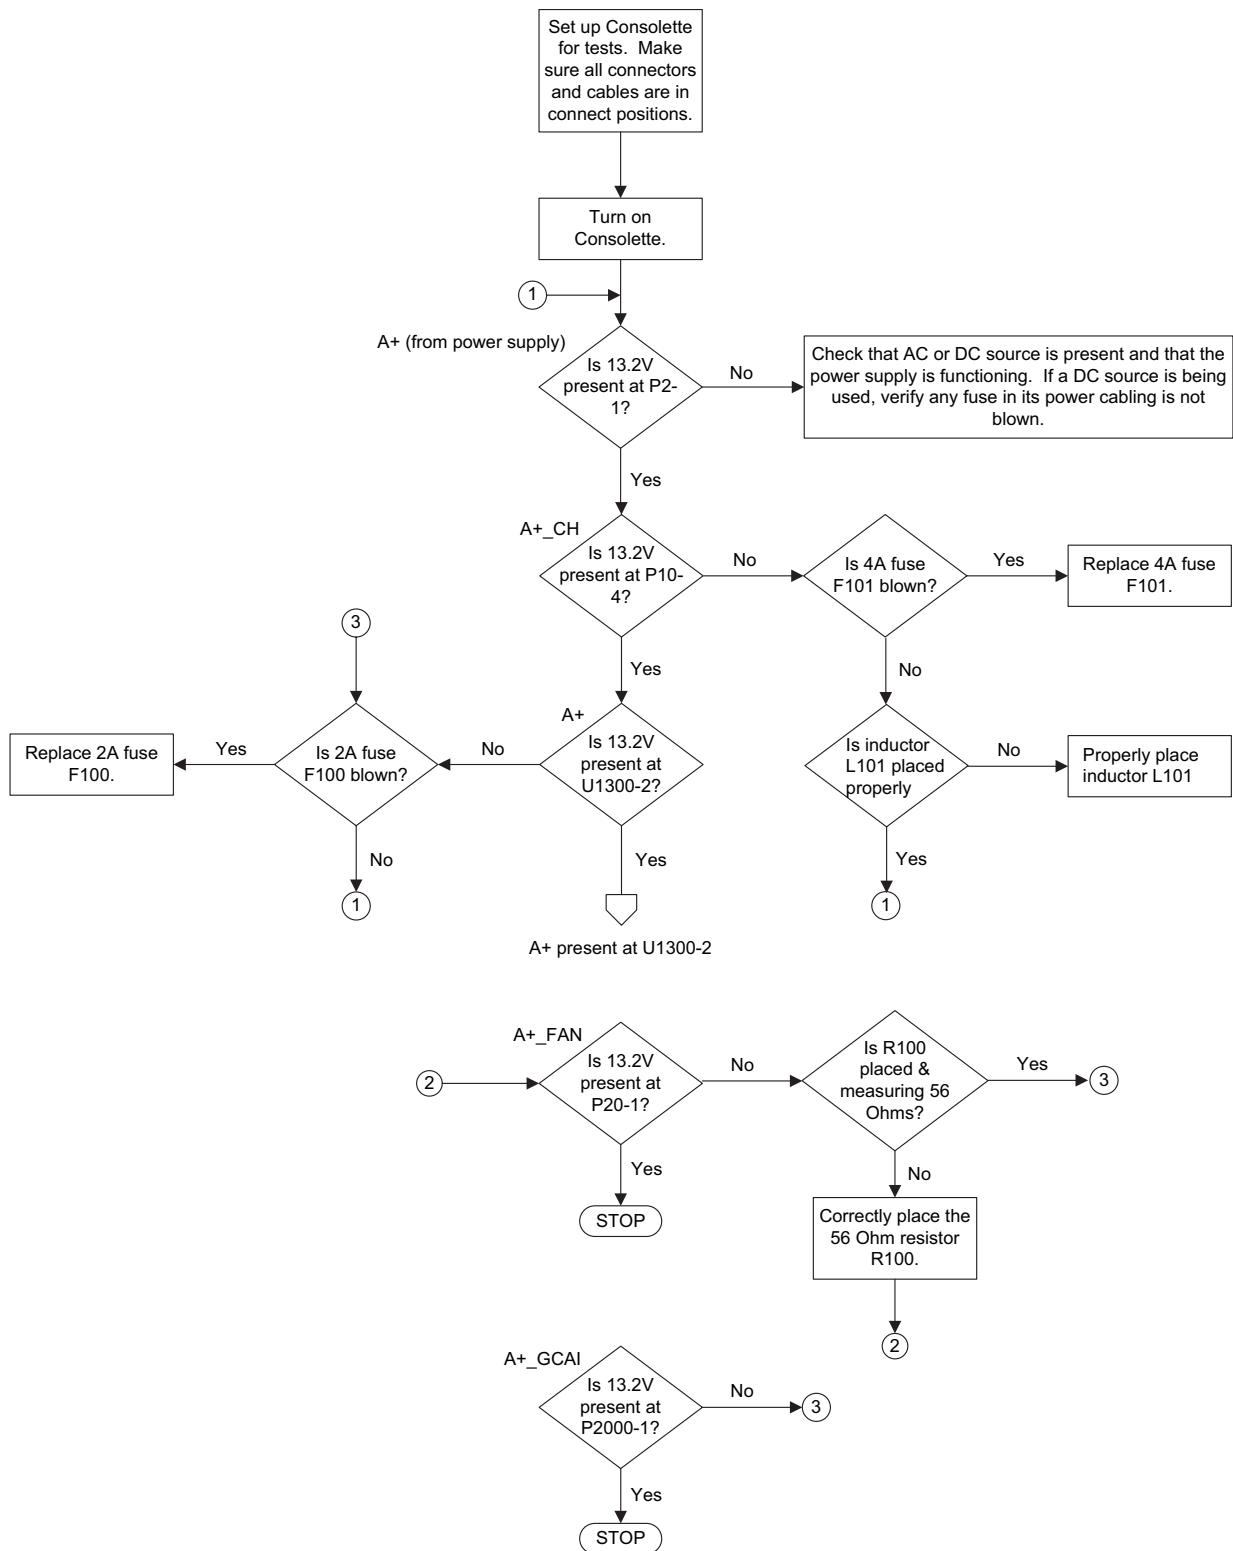 Set up Consolette
for tests.  Make
sure all connectors
and cables are in
connect positions.
Turn on
Consolette.
1
A+ (from power supply)
Is 13.2V
present at P2-
1?
No
Check that AC or DC source is present and that the
power supply is functioning.  If a DC source is being
used, verify any fuse in its power cabling is not
blown.
Yes
A+_CH
Is 13.2V
present at P10-
4?
No
Is 4A fuse
F101 blown?
Yes
Replace 4A fuse
F101.
3
Yes
No
A+
Is 13.2V
present at
U1300-2?
No
Is 2A fuse
F100 blown?
Yes
Replace 2A fuse
F100.
Is inductor
L101 placed
properly
No
Properly place
inductor L101
No
1
Yes
A+ present at U1300-2
Yes
1
2
A+_FAN
Is 13.2V
present at
P20-1?
No
Is R100
placed &
measuring 56
Ohms?
Yes
3
Yes
STOP
No
Correctly place the
56 Ohm resistor
R100.
2
A+_GCAI
Is 13.2V
present at
P2000-1?
No
3
Yes
STOP